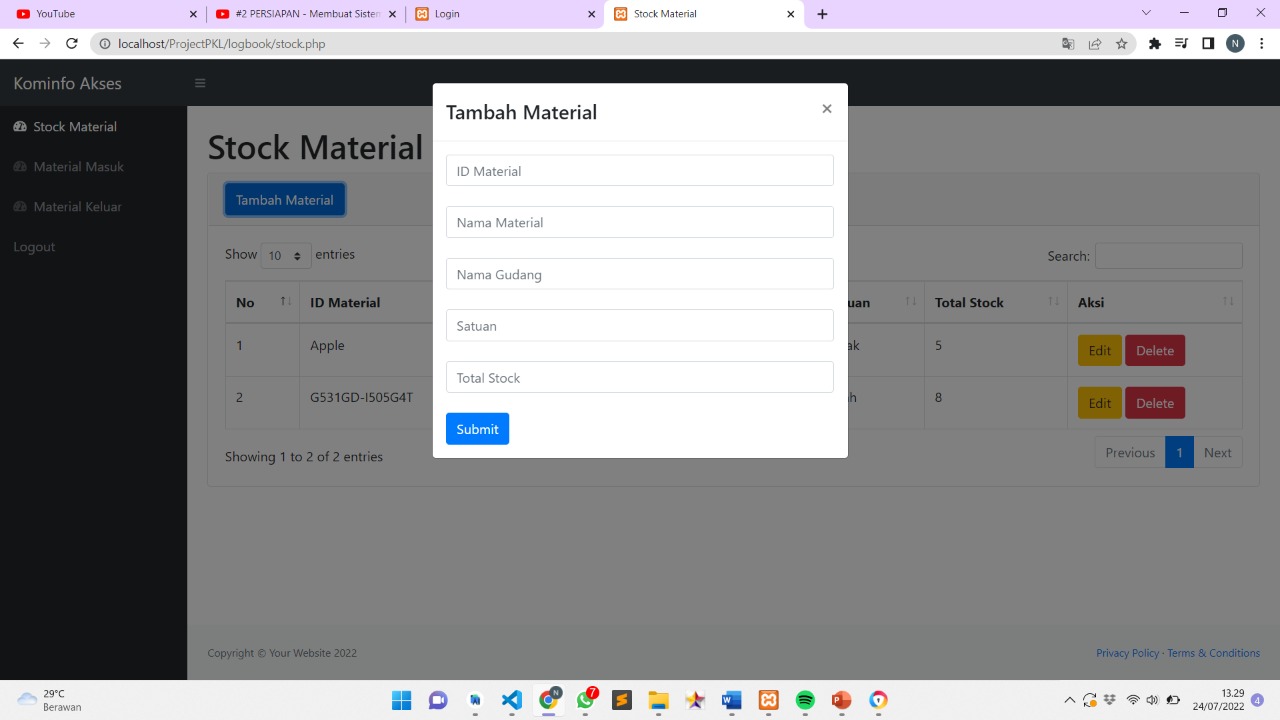 YouTube
#2 PERSIAPAN - Membuat Sistem
Login
Stock Material
localhost/ProjectPKL/logbook/stock.php
N
Kominfo Akses
Stock Material
Material Masuk
Material Keluar
Logout
Stock Material
Tambah Material
Show 10 entries
Search:
No
ID Material
uan
Total Stock
Aksi
1
Apple
ak
5
Edit
Delete
2
G531GD-I505G4T
ah
8
Edit
Delete
Showing 1 to 2 of 2 entries
Previous
1
Next
Tambah Material
×
ID Material
Nama Material
Nama Gudang
Satuan
Total Stock
Submit
Copyright © Your Website 2022
Privacy Policy · Terms & Conditions
29°C
Berawan
N
7
13.29
24/07/2022
4